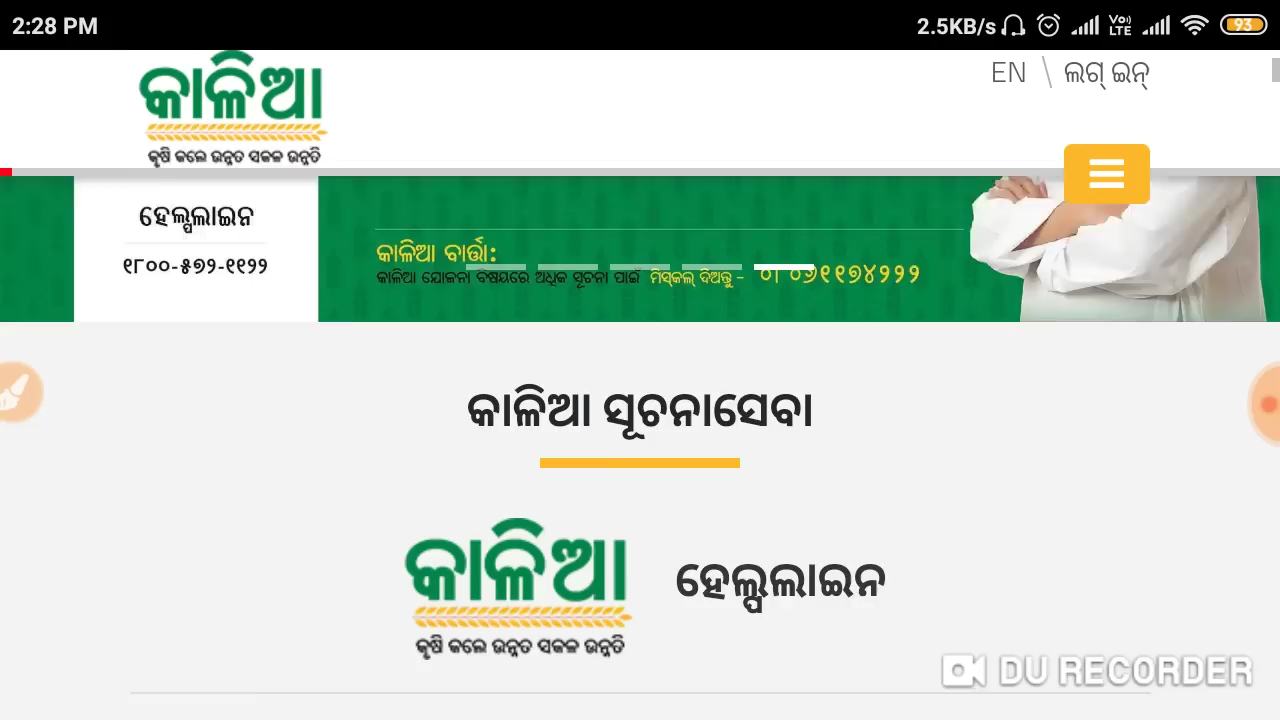 2:28 PM 2.5KB/s VoLTE 93
କାଳିଆ
କୃଷି କଲେ ଉନ୍ନତ ସକଳ ଉନ୍ନତି
EN \ ଲଗ୍ ଇନ୍
ହେଲ୍ପଲାଇନ
୧୮୦୦-୫୭୨-୧୧୨୨
କାଳିଆ ବାର୍ତ୍ତା:
କାଳିଆ ଯୋଜନା ବିଷୟରେ ଅଧିକ ସୂଚନା ପାଇଁ ମିସ୍‌କଲ୍ ଦିଅନ୍ତୁ –
କାଳିଆ ସୂଚନାସେବା
କାଳିଆ
କୃଷି କଲେ ଉନ୍ନତ ସକଳ ଉନ୍ନତି
ହେଲ୍ପଲାଇନ
DU RECORDER